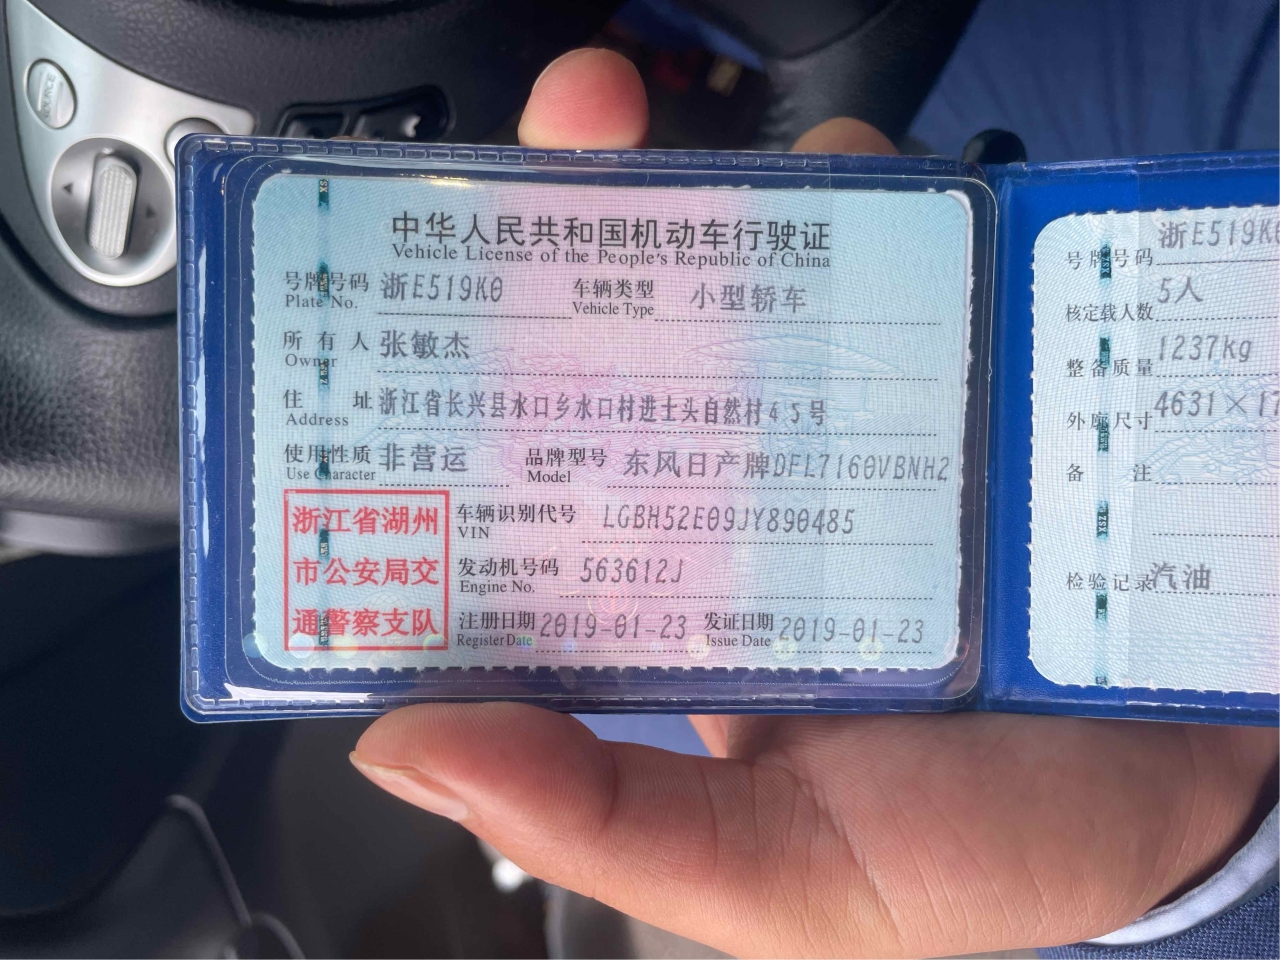 SOURCE
中华人民共和国机动车行驶证
Vehicle License of the People's Republic of China
号牌号码 浙E519K0 车辆类型 小型轿车
Plate No. Vehicle Type
所有人 张敏杰
Owner
住址 浙江省长兴县水口乡水口村进士头自然村45号
Address
使用性质 非营运 品牌型号 东风日产牌DFL7160VBNH2
Use Character Model
浙江省湖州
市公安局交
通警察支队
车辆识别代号 LGBH52E09JY890485
VIN
发动机号码 563612J
Engine No.
注册日期 2019-01-23 发证日期 2019-01-23
Register Date Issue Date
号牌号码 浙E519K
核定载人数 5人
整备质量 1237kg
外廓尺寸 4631×17
备注
检验记录 汽油